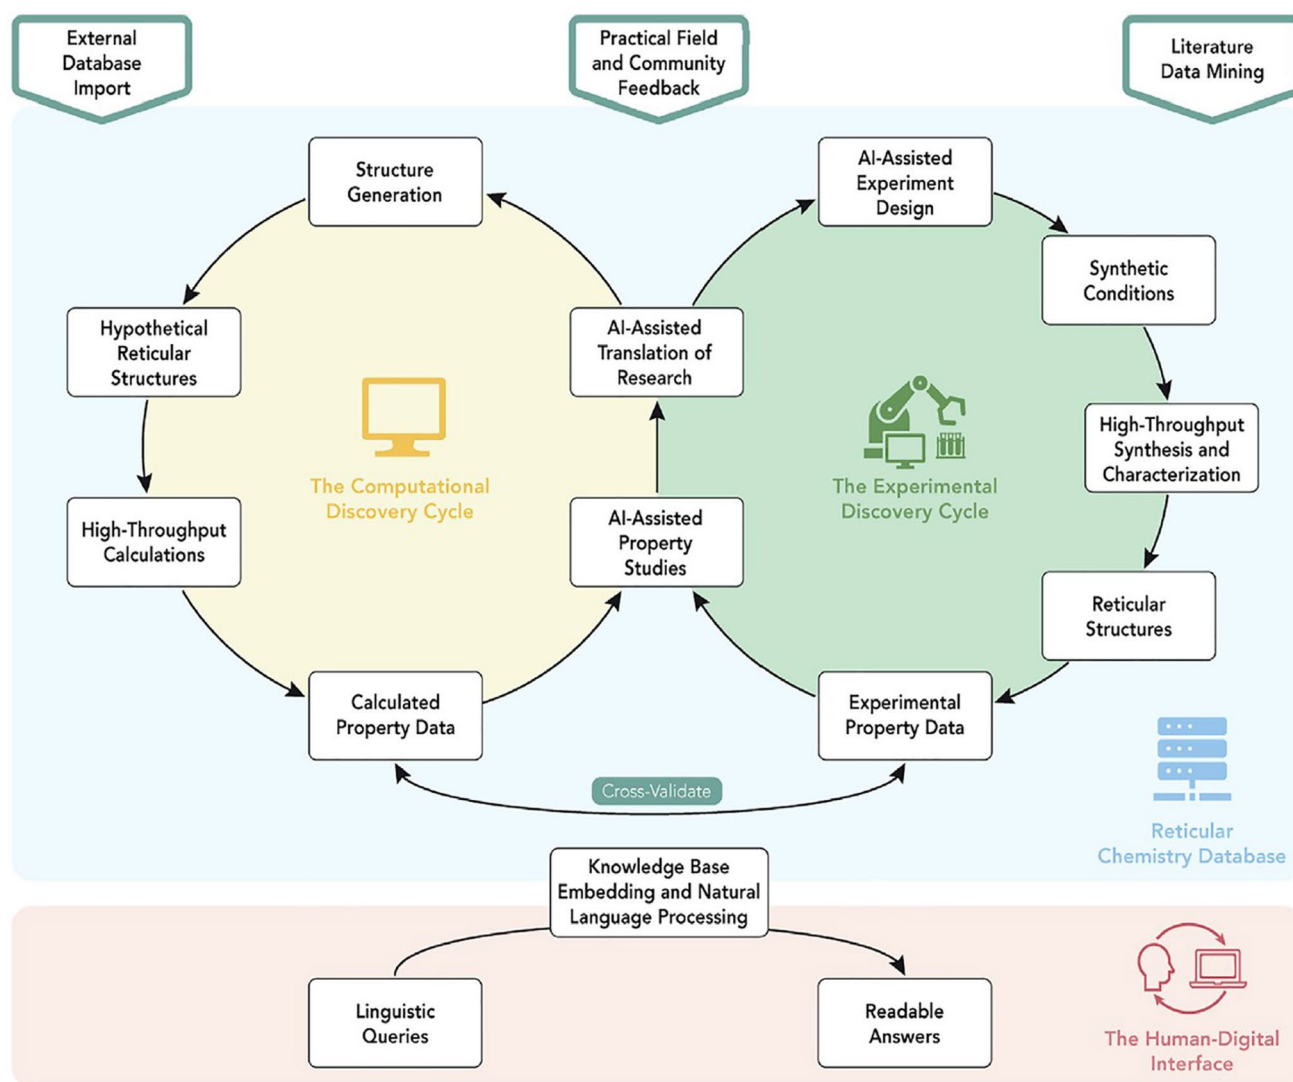 External
Database
Import
Practical Field
and Community
Feedback
Literature
Data Mining
Structure
Generation
AI-Assisted
Experiment
Design
Synthetic
Conditions
Hypothetical
Reticular
Structures
AI-Assisted
Translation of
Research
High-Throughput
Synthesis and
Characterization
The Computational
Discovery Cycle
The Experimental
Discovery Cycle
High-Throughput
Calculations
AI-Assisted
Property
Studies
Reticular
Structures
Calculated
Property Data
Experimental
Property Data
Cross-Validate
Reticular
Chemistry Database
Knowledge Base
Embedding and Natural
Language Processing
Linguistic
Queries
Readable
Answers
The Human-Digital
Interface